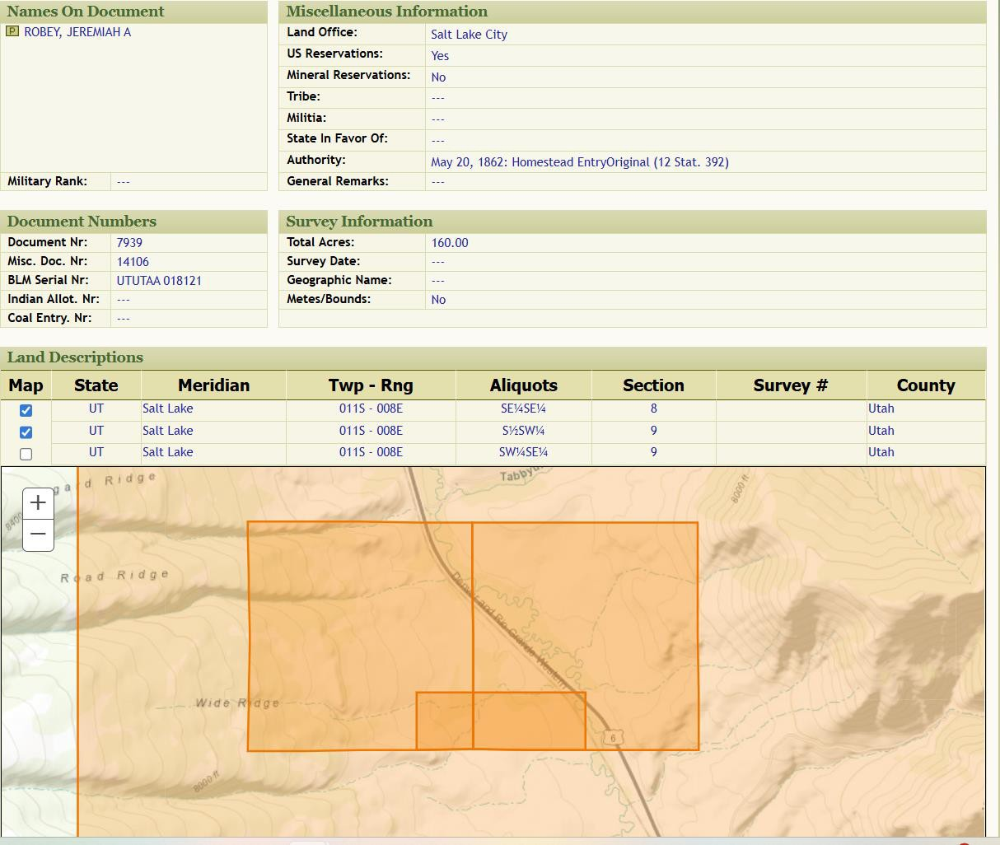 Names On Document
P ROBEY, JEREMIAH A
Military Rank: ---
Miscellaneous Information
Land Office: Salt Lake City
US Reservations: Yes
Mineral Reservations: No
Tribe: ---
Militia: ---
State In Favor Of: ---
Authority: May 20, 1862: Homestead EntryOriginal (12 Stat. 392)
General Remarks: ---
Document Numbers
Document Nr: 7939
Misc. Doc. Nr: 14106
BLM Serial Nr: UTUTAA 018121
Indian Allot. Nr: ---
Coal Entry. Nr: ---
Survey Information
Total Acres: 160.00
Survey Date: ---
Geographic Name: ---
Metes/Bounds: No
Land Descriptions
Map State Meridian Twp - Rng Aliquots Section Survey # County
UT Salt Lake 011S - 008E SE¼SE¼ 8 Utah
UT Salt Lake 011S - 008E S½SW¼ 9 Utah
UT Salt Lake 011S - 008E SW¼SE¼ 9 Utah
gard Ridge
Tabbyu
8000 ft
+
8400
−
Road Ridge
Denver and Rio Grande Western
Wide Ridge
6
8000 ft